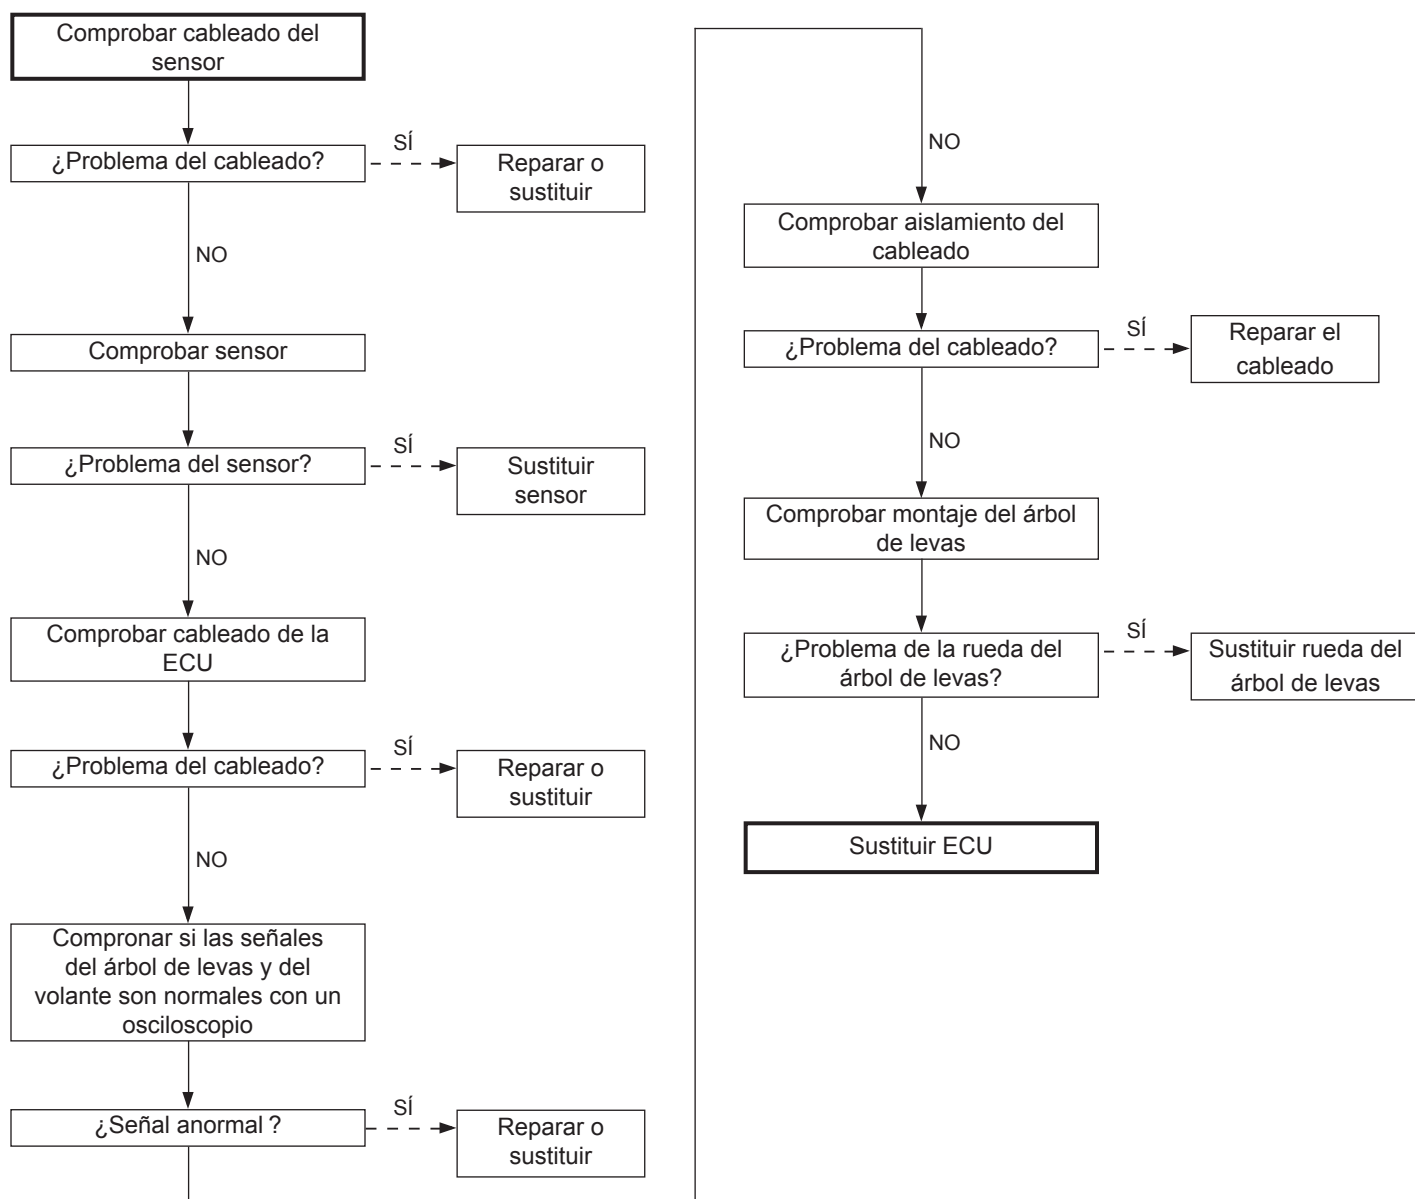 Comprobar cableado del
sensor
¿Problema del cableado?
SÍ
Reparar o
sustituir
NO
Comprobar sensor
¿Problema del sensor?
SÍ
Sustituir
sensor
NO
Comprobar cableado de la
ECU
¿Problema del cableado?
SÍ
Reparar o
sustituir
NO
Compronar si las señales
del árbol de levas y del
volante son normales con un
osciloscopio
¿Señal anormal ?
SÍ
Reparar o
sustituir
NO
Comprobar aislamiento del
cableado
¿Problema del cableado?
SÍ
Reparar el
cableado
NO
Comprobar montaje del árbol
de levas
¿Problema de la rueda del
árbol de levas?
SÍ
Sustituir rueda del
árbol de levas
NO
Sustituir ECU